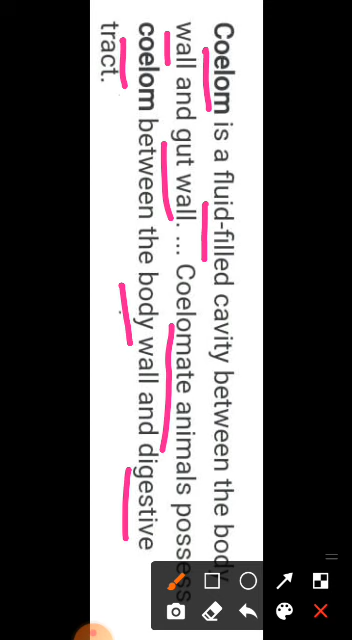 Coelom is a fluid-filled cavity between the body
wall and gut wall. ... Coelomate animals possess
coelom between the body wall and digestive
tract.